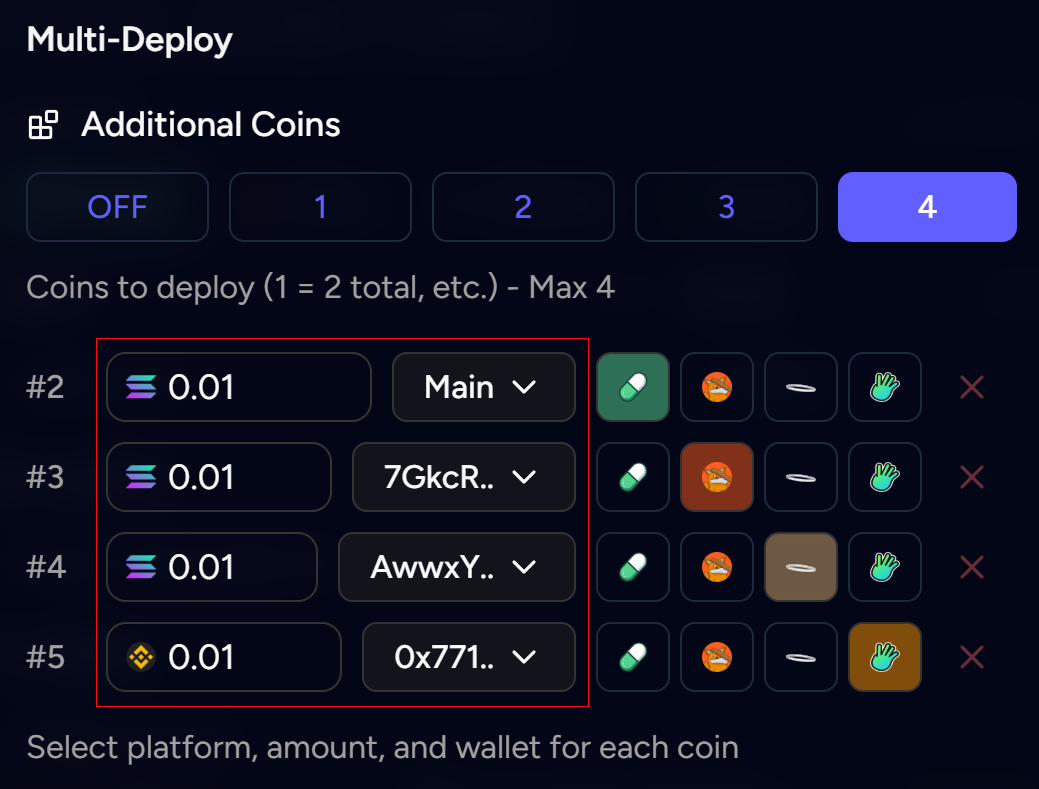 Multi-Deploy
Additional Coins
OFF 1 2 3 4
Coins to deploy (1 = 2 total, etc.) - Max 4
#2 0.01 Main
#3 0.01 7GkcR..
#4 0.01 AwwxY..
#5 0.01 0x771..
Select platform, amount, and wallet for each coin